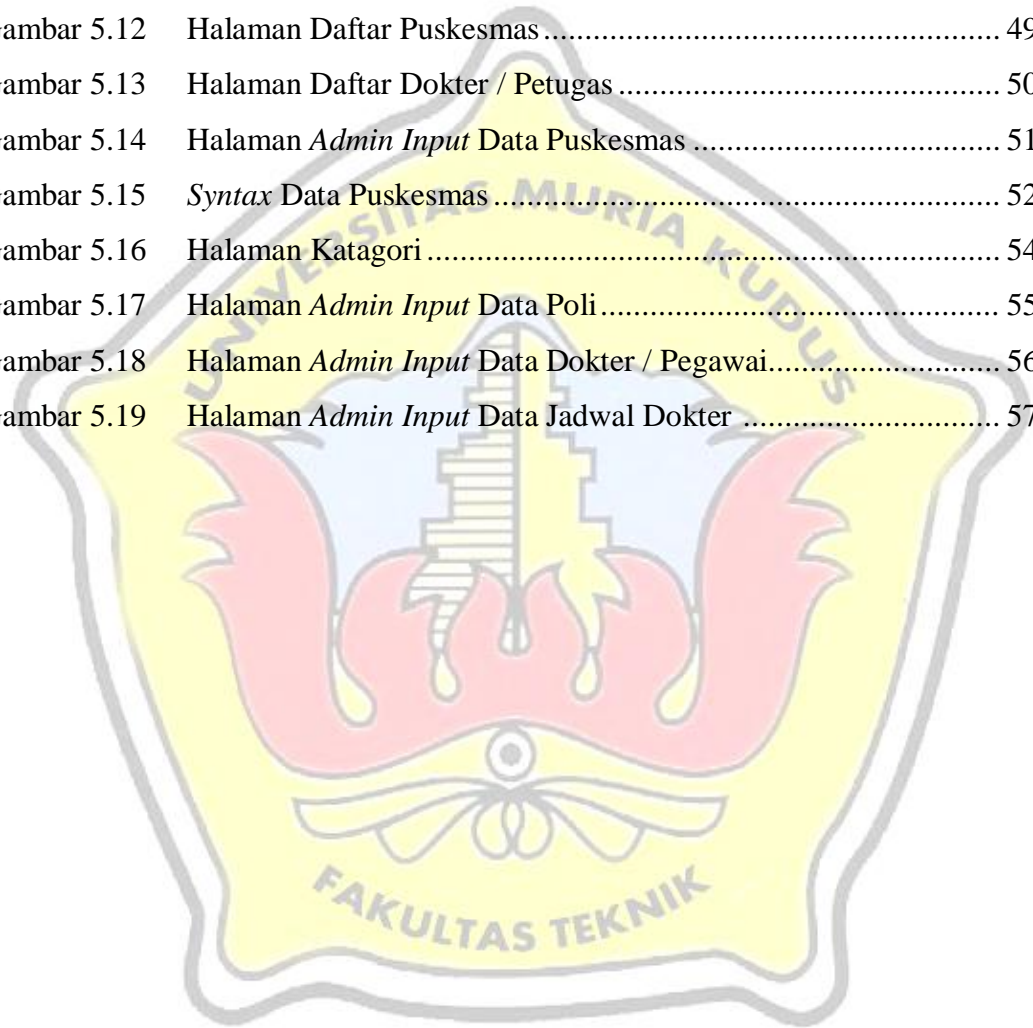 ambar 5.12 Halaman Daftar Puskesmas ........................................................ 49
ambar 5.13 Halaman Daftar Dokter / Petugas ............................................... 50
ambar 5.14 Halaman Admin Input Data Puskesmas ...................................... 51
ambar 5.15 Syntax Data Puskesmas .............................................................. 52
ambar 5.16 Halaman Katagori ...................................................................... 54
ambar 5.17 Halaman Admin Input Data Poli ................................................. 55
ambar 5.18 Halaman Admin Input Data Dokter / Pegawai............................. 56
ambar 5.19 Halaman Admin Input Data Jadwal Dokter ................................ 57
UNIVERSITAS MURIA KUDUS
FAKULTAS TEKNIK